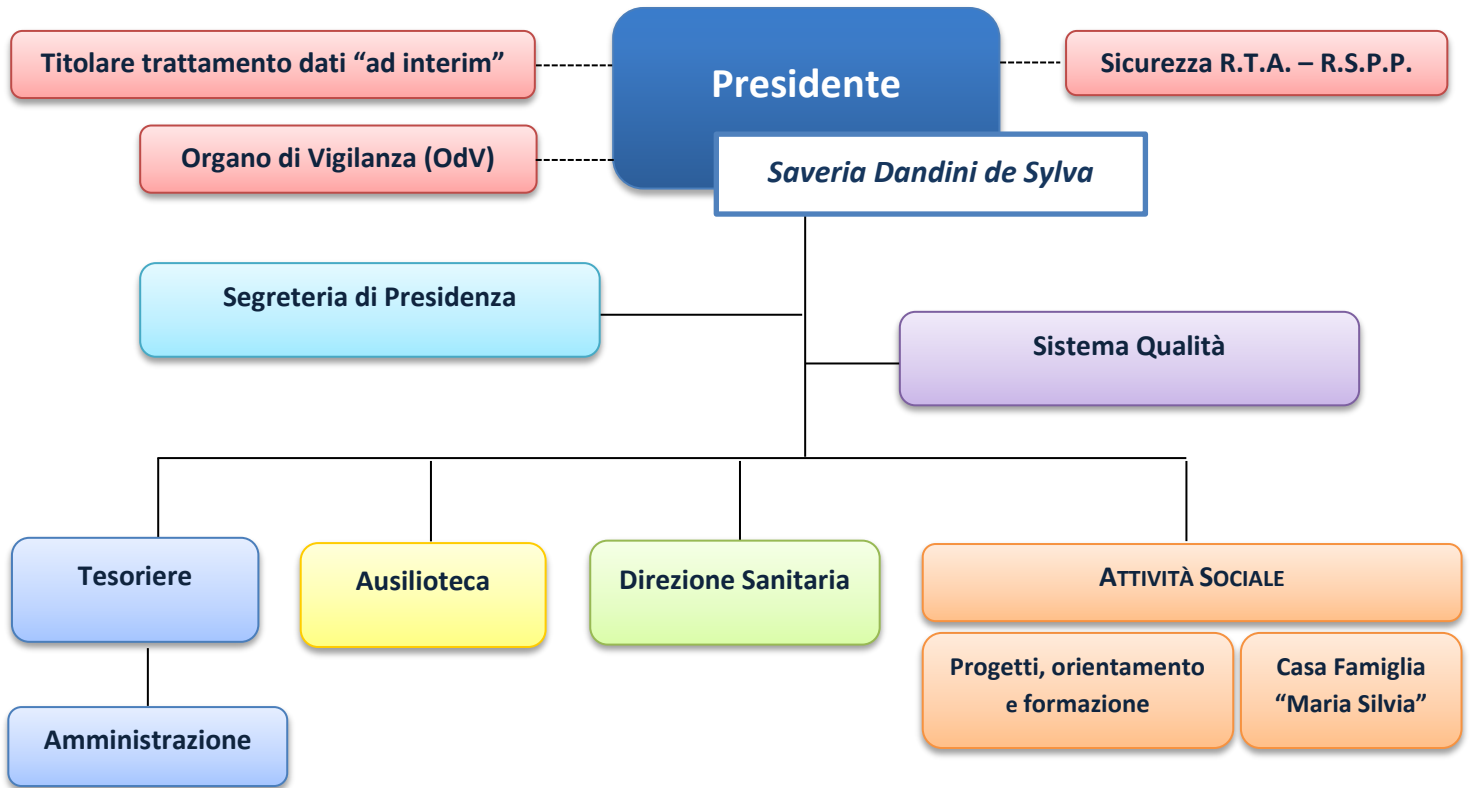 Titolare trattamento dati “ad interim”
Presidente
Sicurezza R.T.A. – R.S.P.P.
Organo di Vigilanza (OdV)
Saveria Dandini de Sylva
Segreteria di Presidenza
Sistema Qualità
Tesoriere
Ausilioteca
Direzione Sanitaria
ATTIVITÀ SOCIALE
Progetti, orientamento
e formazione
Casa Famiglia
“Maria Silvia”
Amministrazione